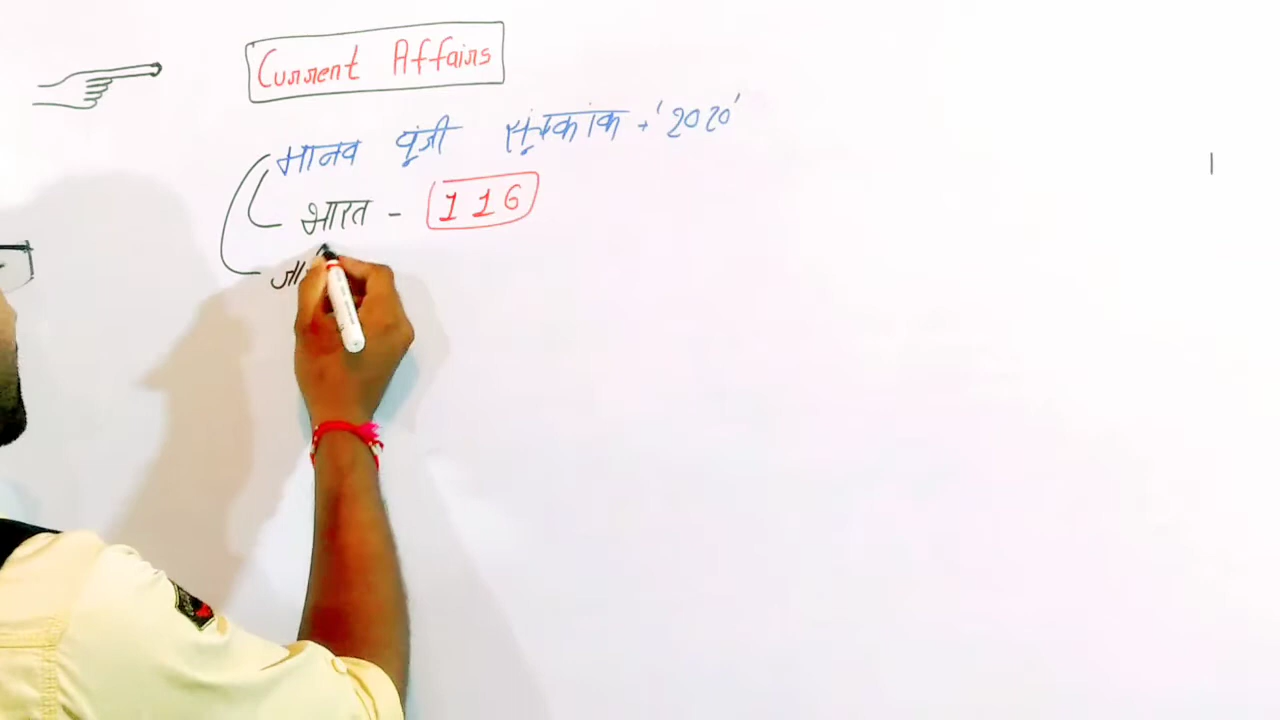 Current Affairs
मानव पूंजी सूंचकांक → '2020'
भारत - 116
जा